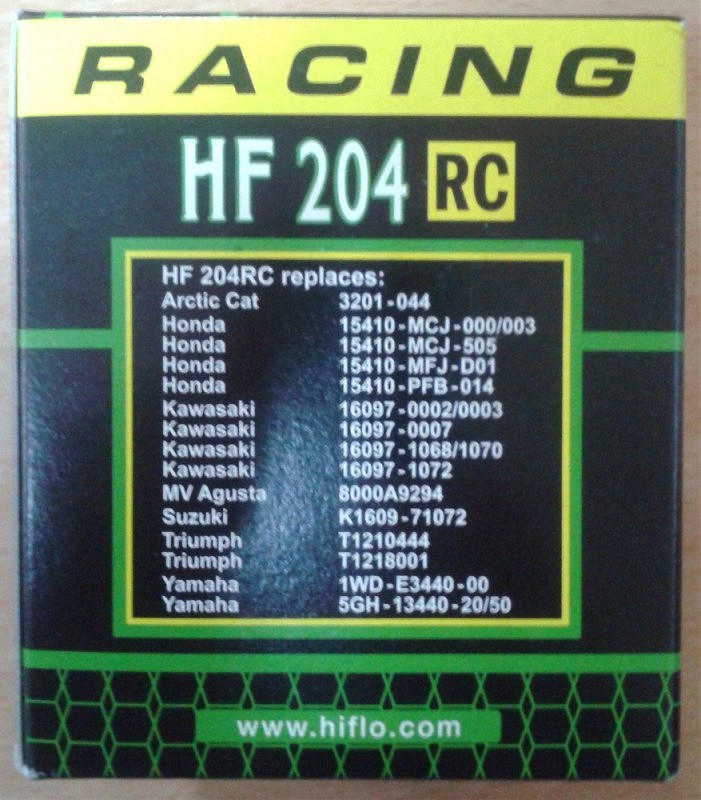 RACING
HF 204 RC
HF 204RC replaces:
Arctic Cat 3201-044
Honda 15410-MCJ-000/003
Honda 15410-MCJ-505
Honda 15410-MFJ-D01
Honda 15410-PFB-014
Kawasaki 16097-0002/0003
Kawasaki 16097-0007
Kawasaki 16097-1068/1070
Kawasaki 16097-1072
MV Agusta 8000A9294
Suzuki K1609-71072
Triumph T1210444
Triumph T1218001
Yamaha 1WD-E3440-00
Yamaha 5GH-13440-20/50
www.hiflo.com